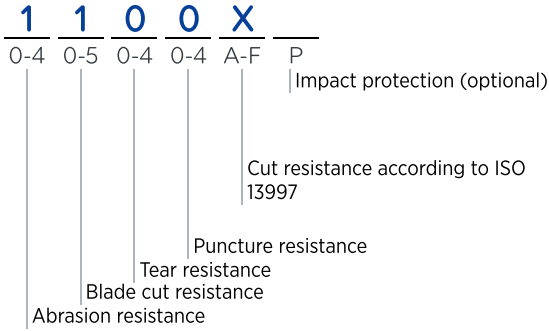 1 1 0 0 X
0-4 0-5 0-4 0-4 A-F P
Impact protection (optional)
Cut resistance according to ISO
13997
Puncture resistance
Tear resistance
Blade cut resistance
Abrasion resistance